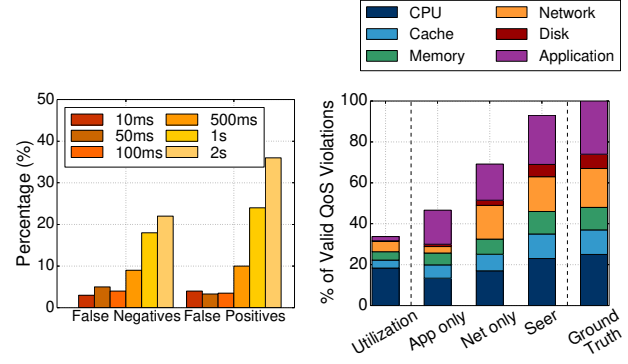 CPU Network
Cache Disk
Memory Application
50
40
30
20
10
0
Percentage (%)
10ms 500ms
50ms 1s
100ms 2s
False Negatives False Positives
100
80
60
40
20
0
% of Valid QoS Violations
Utilization
App only
Net only
Seer
Ground
Truth